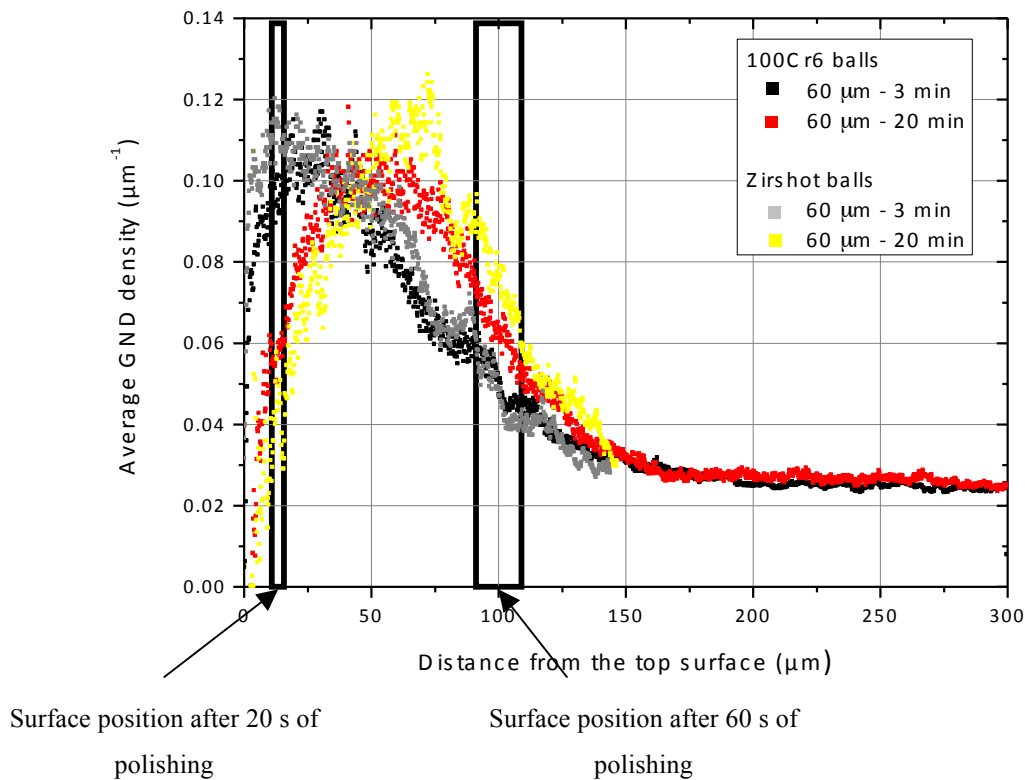 0.14
0.12
0.10
0.08
0.06
0.04
0.02
0.00
Average GND density (µm⁻¹)
100Cr6 balls
60 µm - 3 min
60 µm - 20 min
Zirshot balls
60 µm - 3 min
60 µm - 20 min
0 50 100 150 200 250 300
Distance from the top surface (µm)
Surface position after 20 s of
polishing
Surface position after 60 s of
polishing